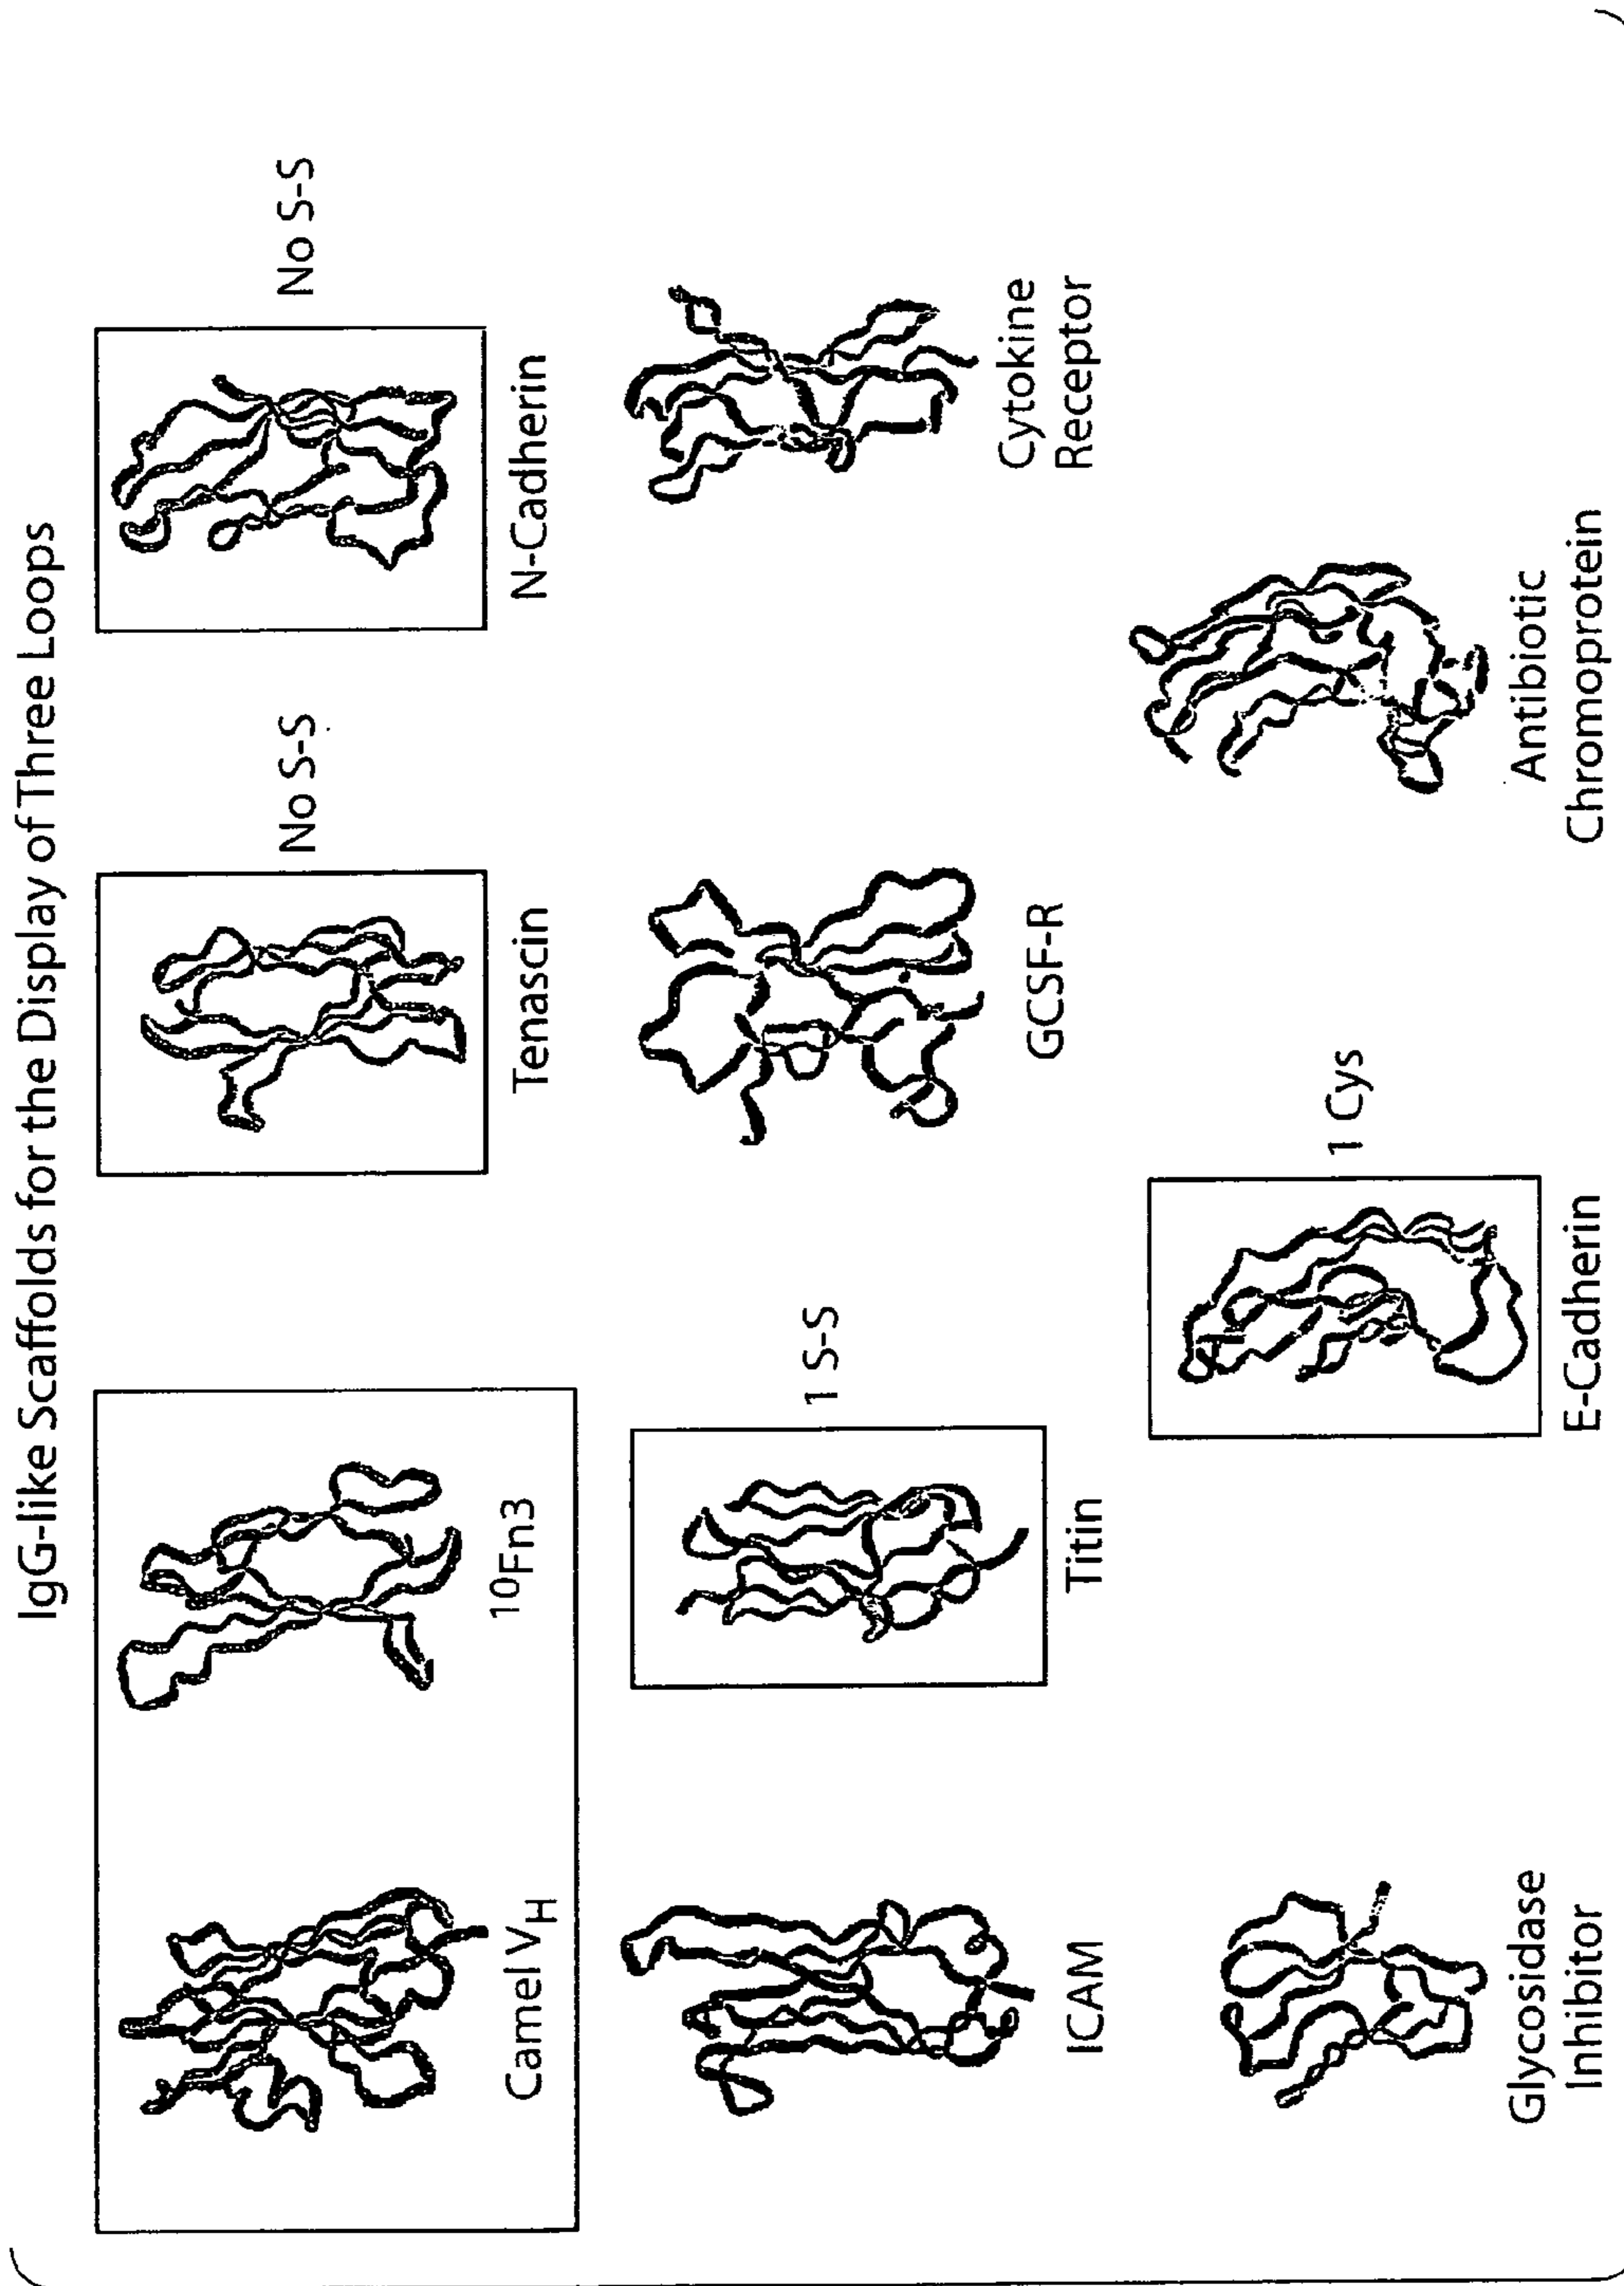 IgG-like Scaffolds for the Display of Three Loops
No S-S
No S-S
Camel VH
10Fn3
Tenascin
N-Cadherin
1 S-S
ICAM
Titin
GCSF-R
Cytokine
Receptor
1 Cys
Glycosidase
Inhibitor
E-Cadherin
Antibiotic
Chromoprotein